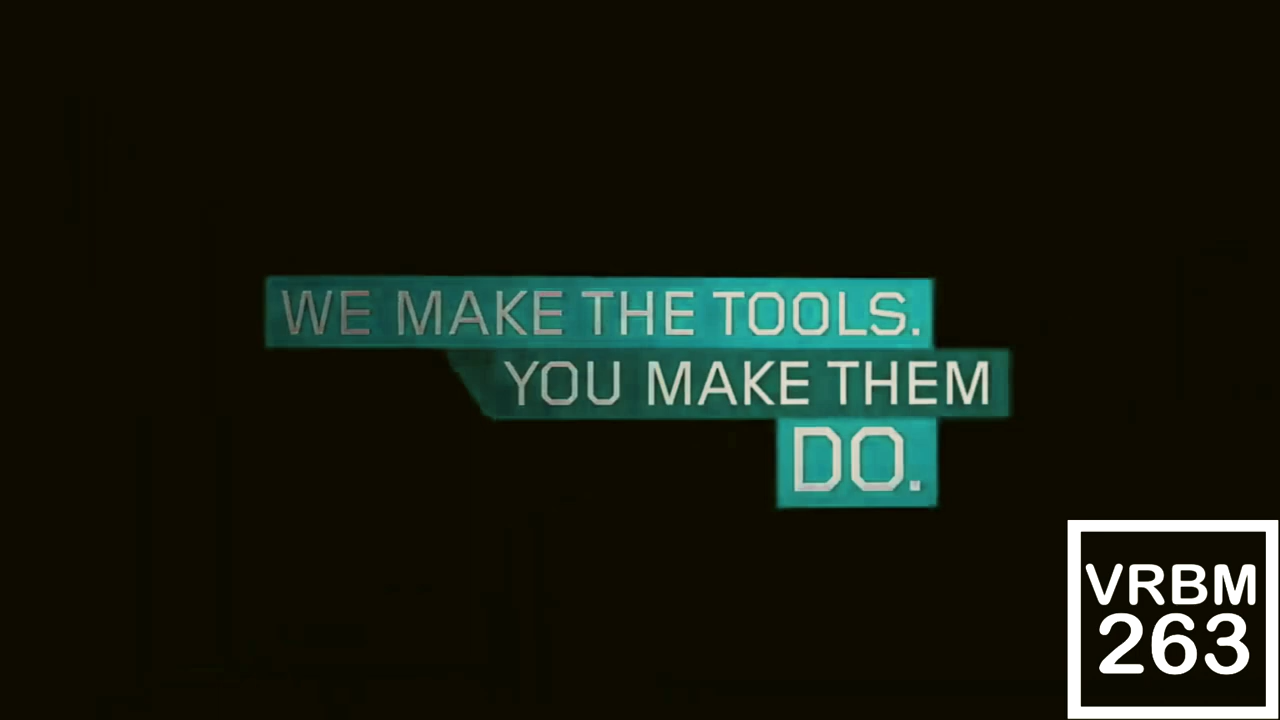 WE MAKE THE TOOLS.
YOU MAKE THEM
DO.
VRBM
263